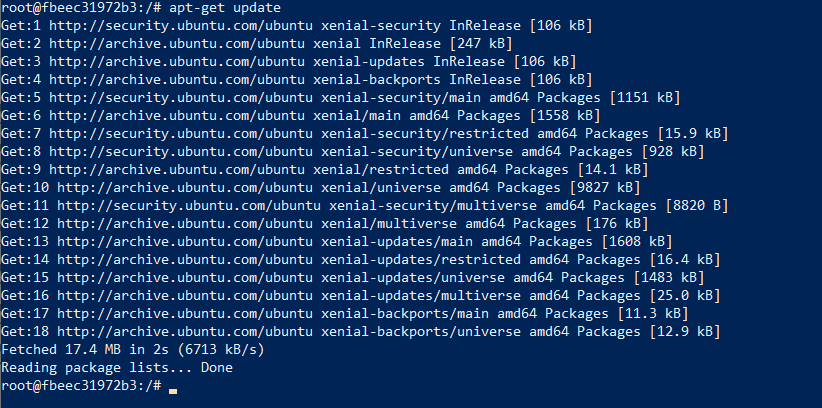 root@fbeec31972b3:/# apt-get update
Get:1 http://security.ubuntu.com/ubuntu xenial-security InRelease [106 kB]
Get:2 http://archive.ubuntu.com/ubuntu xenial InRelease [247 kB]
Get:3 http://archive.ubuntu.com/ubuntu xenial-updates InRelease [106 kB]
Get:4 http://archive.ubuntu.com/ubuntu xenial-backports InRelease [106 kB]
Get:5 http://security.ubuntu.com/ubuntu xenial-security/main amd64 Packages [1151 kB]
Get:6 http://archive.ubuntu.com/ubuntu xenial/main amd64 Packages [1558 kB]
Get:7 http://security.ubuntu.com/ubuntu xenial-security/restricted amd64 Packages [15.9 kB]
Get:8 http://security.ubuntu.com/ubuntu xenial-security/universe amd64 Packages [928 kB]
Get:9 http://archive.ubuntu.com/ubuntu xenial/restricted amd64 Packages [14.1 kB]
Get:10 http://archive.ubuntu.com/ubuntu xenial/universe amd64 Packages [9827 kB]
Get:11 http://security.ubuntu.com/ubuntu xenial-security/multiverse amd64 Packages [8820 B]
Get:12 http://archive.ubuntu.com/ubuntu xenial/multiverse amd64 Packages [176 kB]
Get:13 http://archive.ubuntu.com/ubuntu xenial-updates/main amd64 Packages [1608 kB]
Get:14 http://archive.ubuntu.com/ubuntu xenial-updates/restricted amd64 Packages [16.4 kB]
Get:15 http://archive.ubuntu.com/ubuntu xenial-updates/universe amd64 Packages [1483 kB]
Get:16 http://archive.ubuntu.com/ubuntu xenial-updates/multiverse amd64 Packages [25.0 kB]
Get:17 http://archive.ubuntu.com/ubuntu xenial-backports/main amd64 Packages [11.3 kB]
Get:18 http://archive.ubuntu.com/ubuntu xenial-backports/universe amd64 Packages [12.9 kB]
Fetched 17.4 MB in 2s (6713 kB/s)
Reading package lists... Done
root@fbeec31972b3:/#